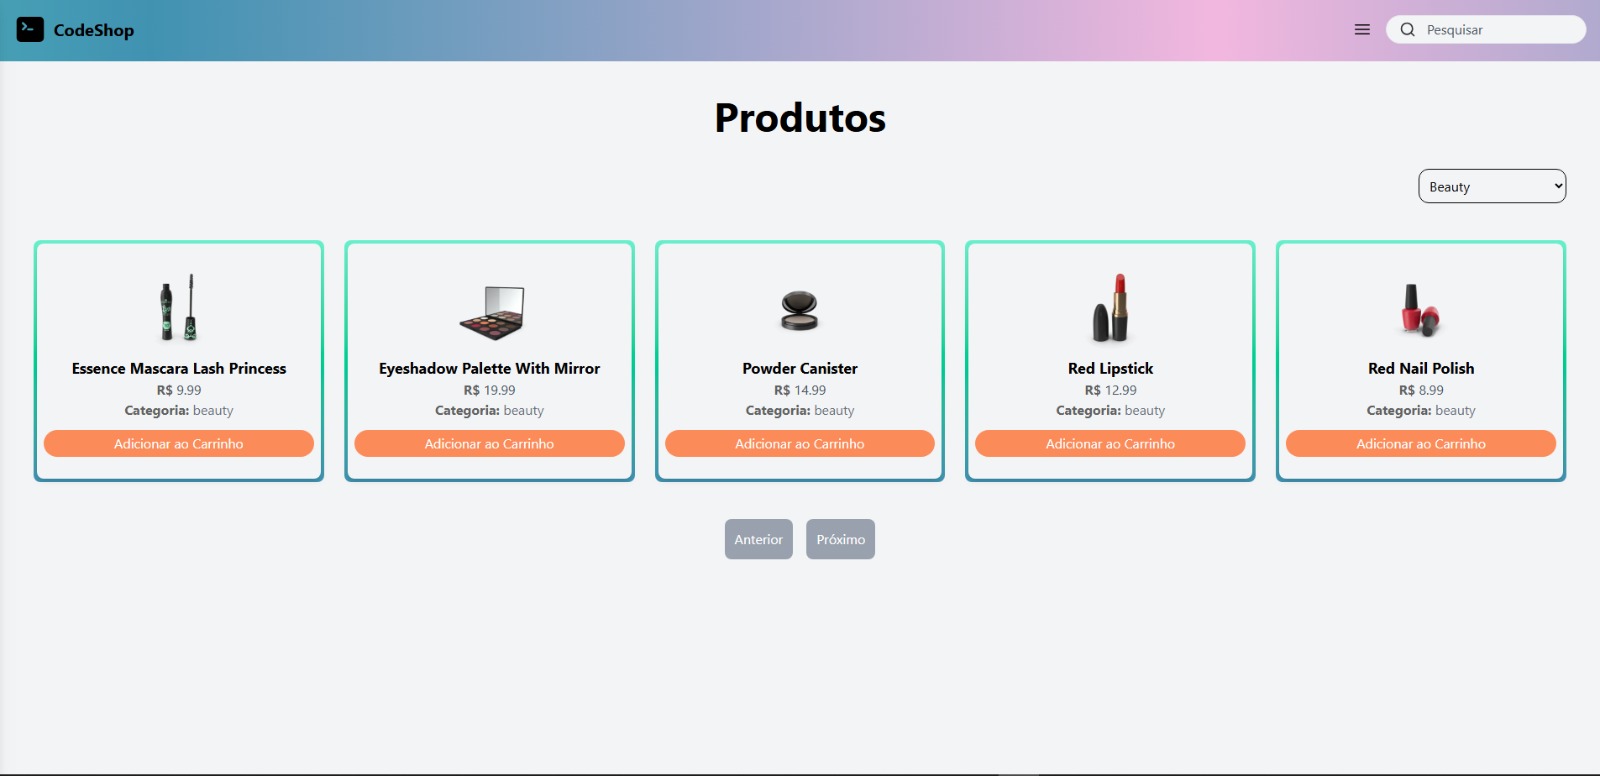 CodeShop
Pesquisar
Produtos
Beauty
Essence Mascara Lash Princess
R$ 9.99
Categoria: beauty
Adicionar ao Carrinho
Eyeshadow Palette With Mirror
R$ 19.99
Categoria: beauty
Adicionar ao Carrinho
Powder Canister
R$ 14.99
Categoria: beauty
Adicionar ao Carrinho
Red Lipstick
R$ 12.99
Categoria: beauty
Adicionar ao Carrinho
Red Nail Polish
R$ 8.99
Categoria: beauty
Adicionar ao Carrinho
Anterior
Próximo